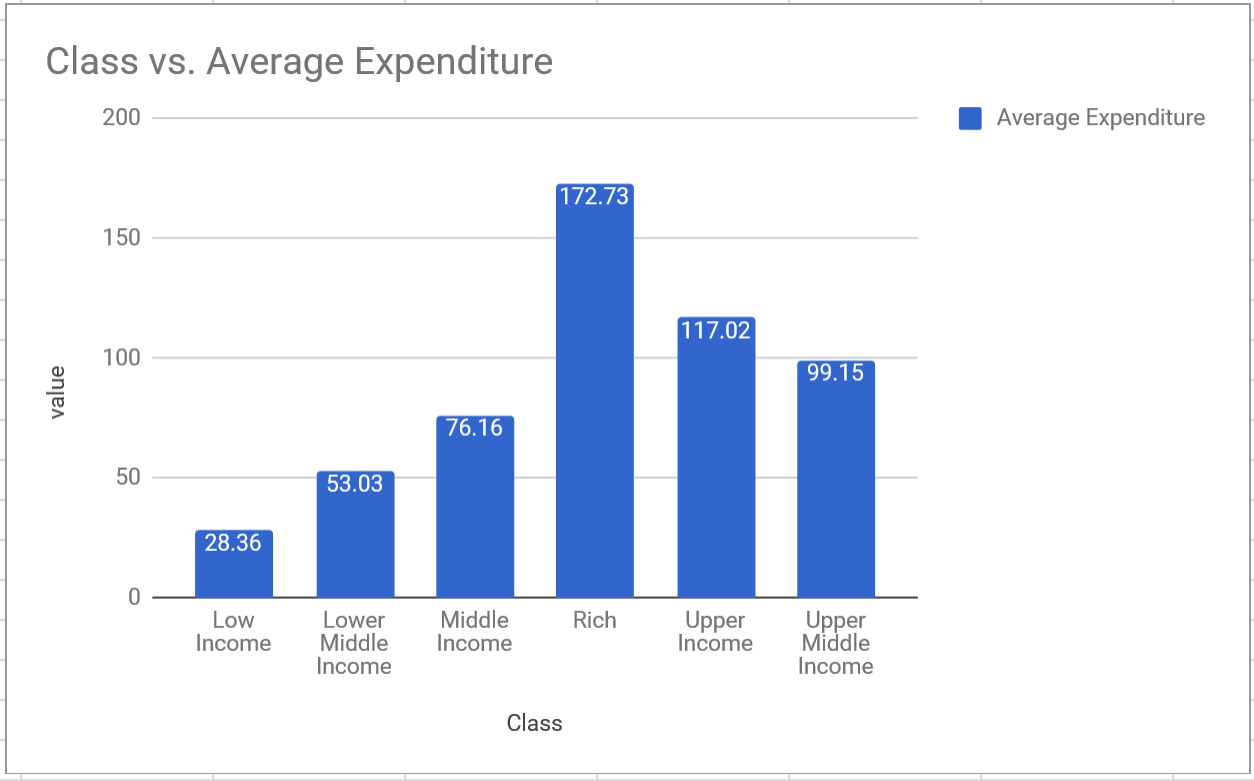 Class vs. Average Expenditure
200
Average Expenditure
172.73
150
117.02
100
99.15
value
76.16
50
53.03
28.36
0
Low
Income
Lower
Middle
Income
Middle
Income
Rich
Upper
Income
Upper
Middle
Income
Class